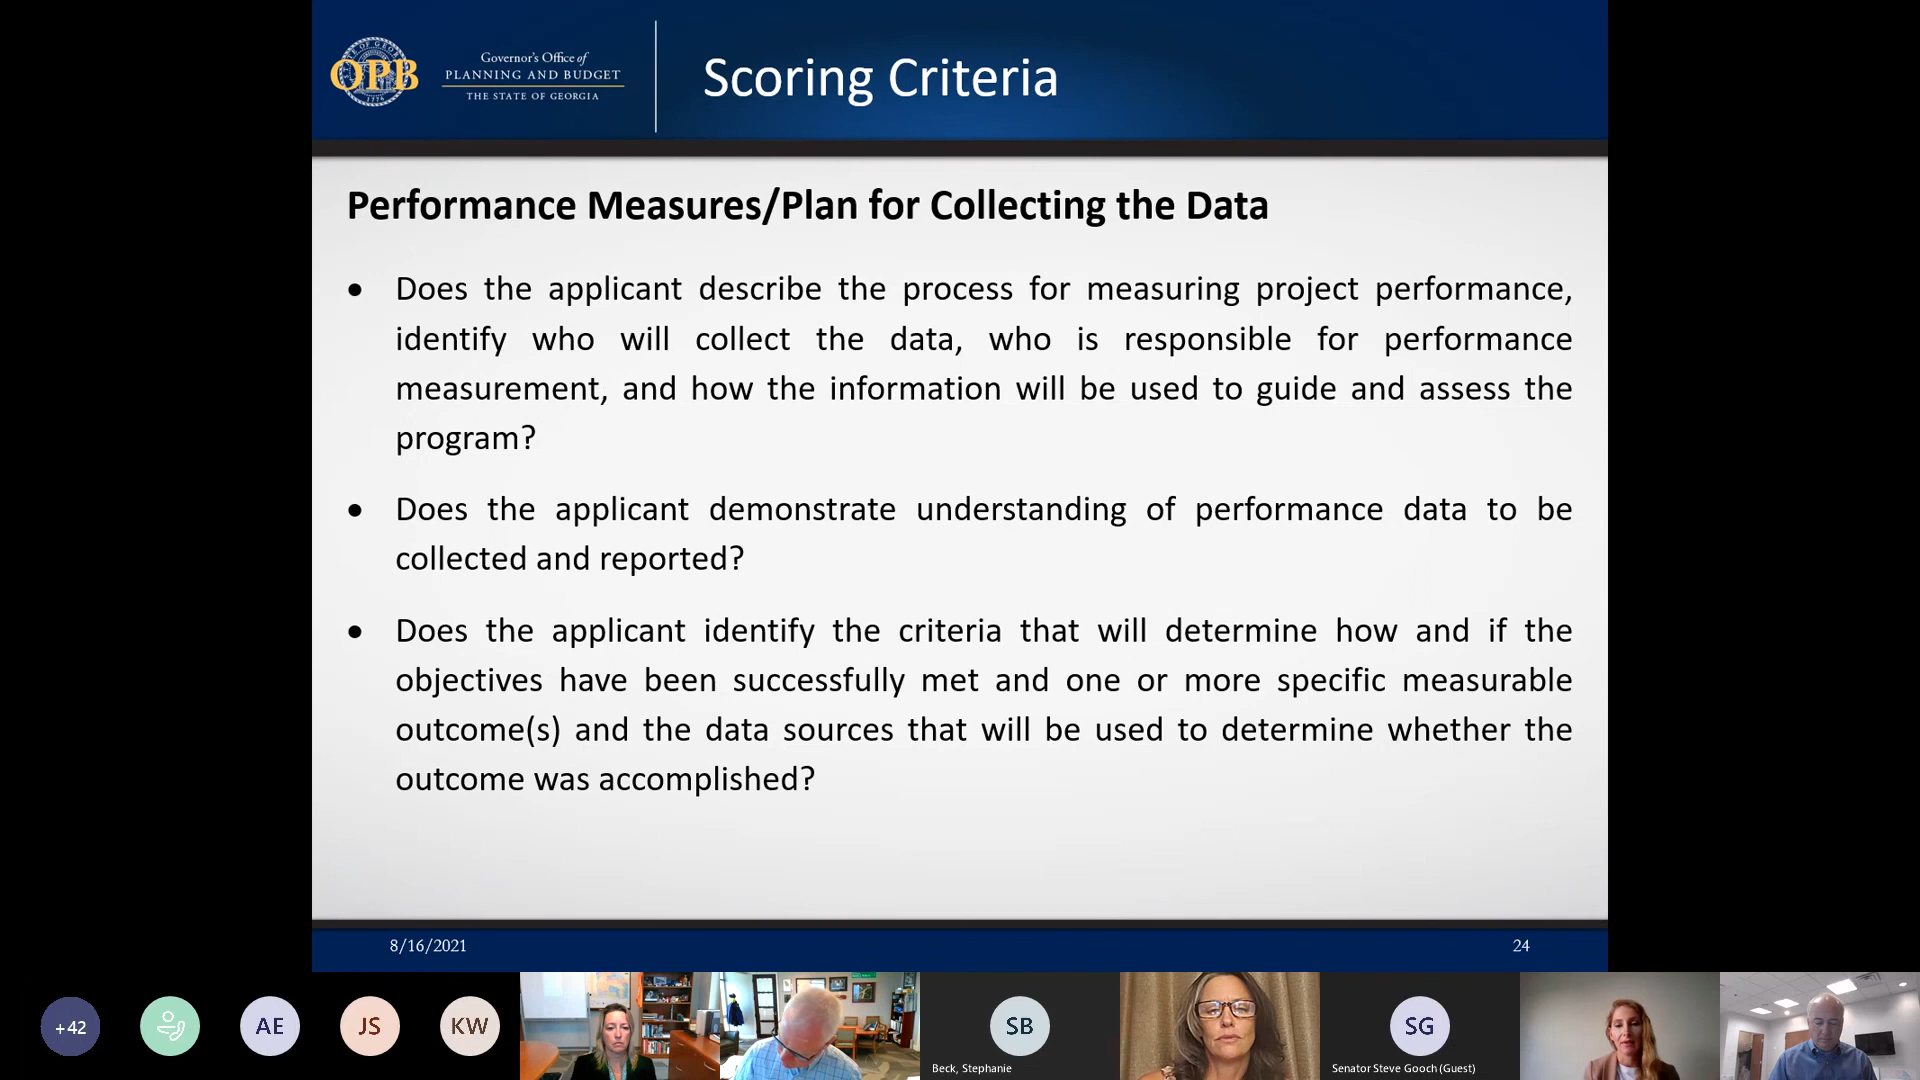 OPB
1776
Governor's Office of
PLANNING AND BUDGET
THE STATE OF GEORGIA
Scoring Criteria
Performance Measures/Plan for Collecting the Data
• Does the applicant describe the process for measuring project performance,
identify who will collect the data, who is responsible for performance
measurement, and how the information will be used to guide and assess the
program?
• Does the applicant demonstrate understanding of performance data to be
collected and reported?
• Does the applicant identify the criteria that will determine how and if the
objectives have been successfully met and one or more specific measurable
outcome(s) and the data sources that will be used to determine whether the
outcome was accomplished?
8/16/2021
24
+42
AE
JS
KW
SB
Beck, Stephanie
SG
Senator Steve Gooch (Guest)